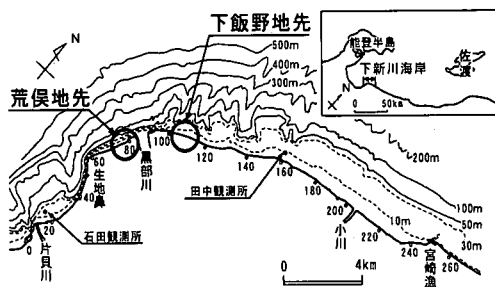 下飯野地先
荒俣地先
N
500m
400m
300m
能登半島
佐渡
下新川海岸
N
0 50km
200m
100m
50m
30m
10m
黒部川
生地鼻
片貝川
石田観測所
田中観測所
小川
宮崎漁
0
20
40
60
80
100
120
140
160
180
200
220
240
260
0 4km